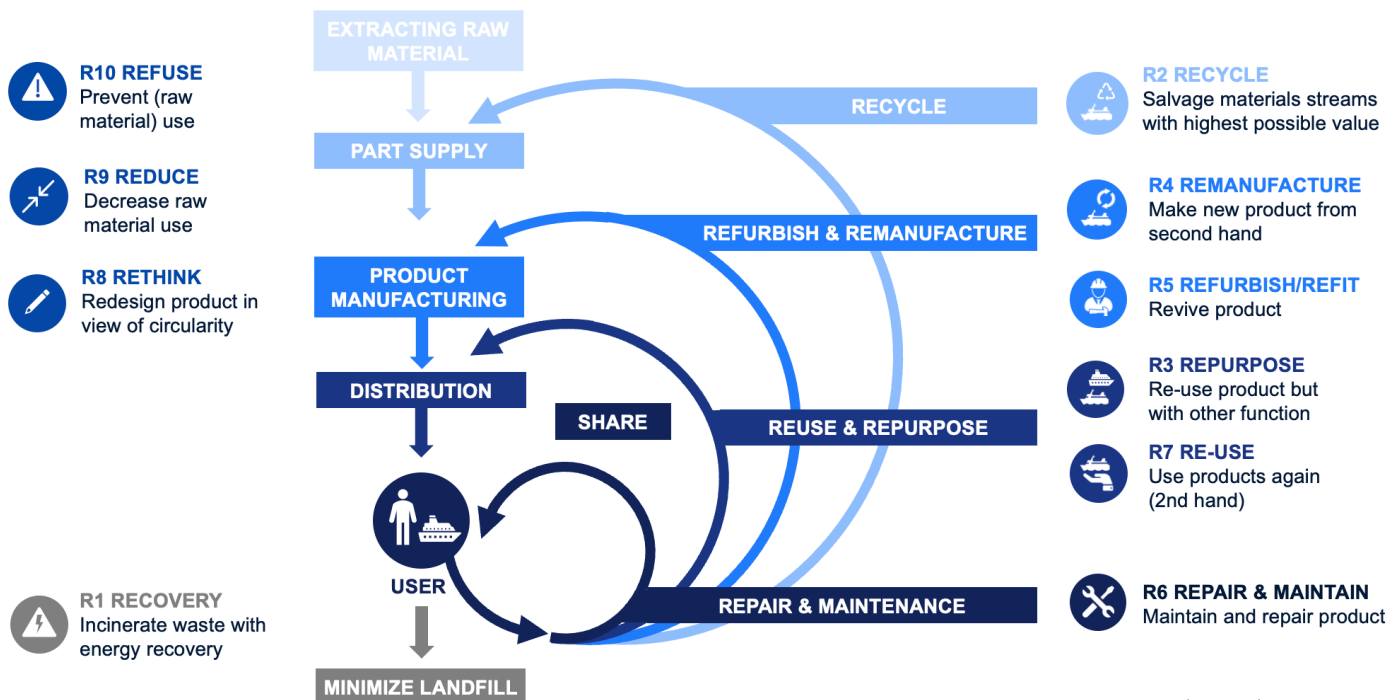 R10 REFUSE
Prevent (raw
material) use
R9 REDUCE
Decrease raw
material use
R8 RETHINK
Redesign product in
view of circularity
R1 RECOVERY
Incinerate waste with
energy recovery
EXTRACTING RAW
MATERIAL
PART SUPPLY
PRODUCT
MANUFACTURING
DISTRIBUTION
USER
MINIMIZE LANDFILL
RECYCLE
REFURBISH & REMANUFACTURE
SHARE
REUSE & REPURPOSE
REPAIR & MAINTENANCE
R2 RECYCLE
Salvage materials streams
with highest possible value
R4 REMANUFACTURE
Make new product from
second hand
R5 REFURBISH/REFIT
Revive product
R3 REPURPOSE
Re-use product but
with other function
R7 RE-USE
Use products again
(2nd hand)
R6 REPAIR & MAINTAIN
Maintain and repair product